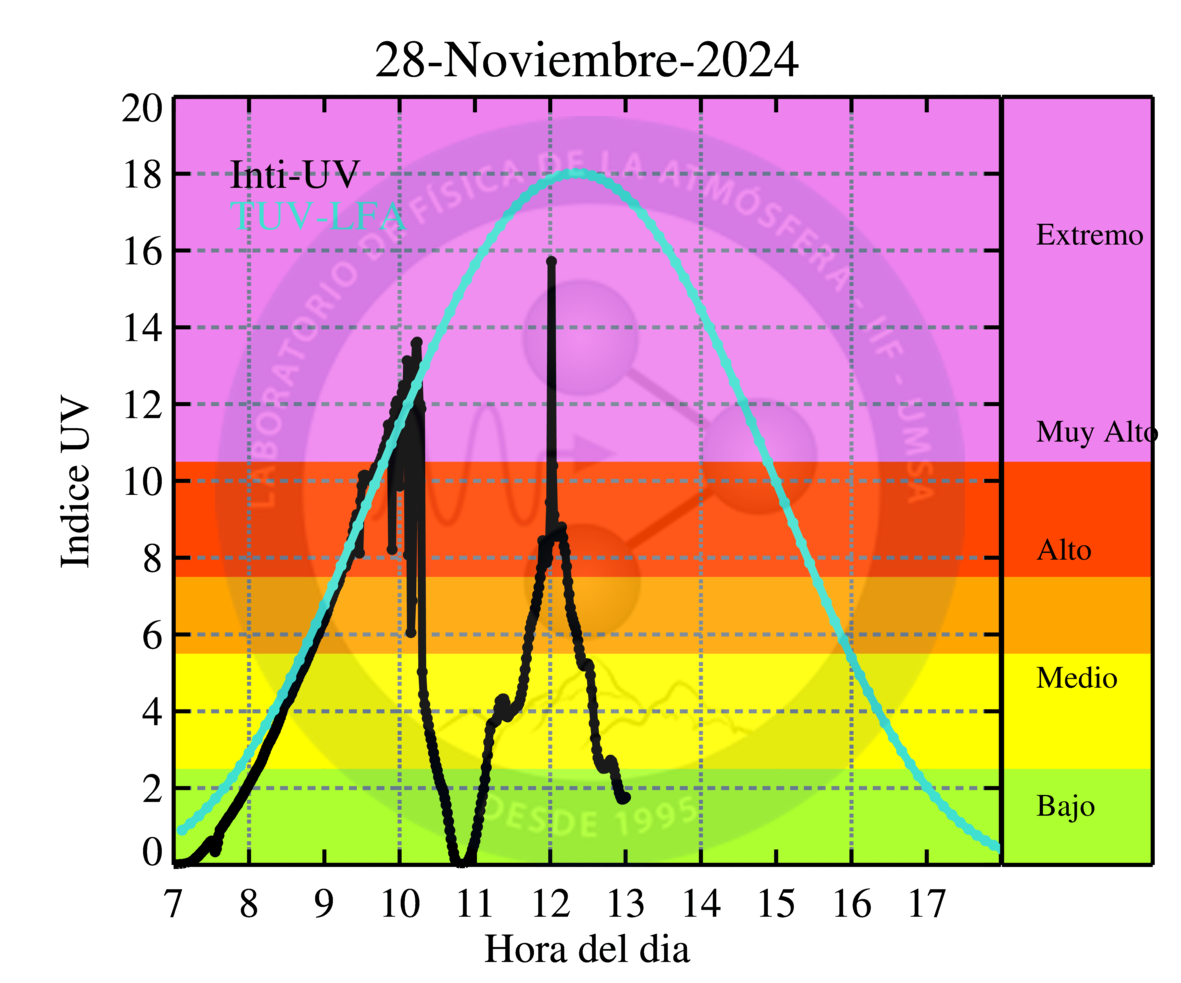 28-Noviembre-2024
20
18
16
14
12
10
8
6
4
2
0
Indice UV
Inti-UV
TUV-LFA
LABORATORIO DE FÍSICA DE LA ATMÓSFERA - IIF - UMSA
DESDE 1995
Extremo
Muy Alto
Alto
Medio
Bajo
7 8 9 10 11 12 13 14 15 16 17
Hora del dia